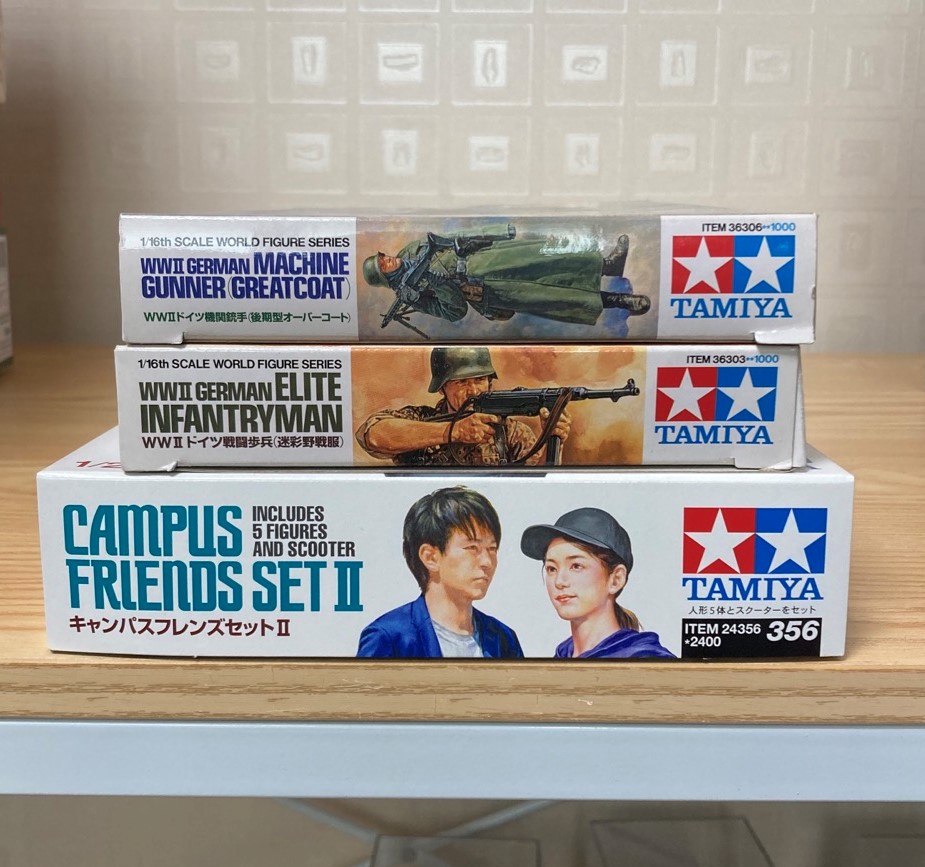 1/16th SCALE WORLD FIGURE SERIES
WWII GERMAN MACHINE
GUNNER (GREATCOAT)
WWIIドイツ機関銃手(後期型オーバーコート)
ITEM 36306**1000
TAMIYA
1/16th SCALE WORLD FIGURE SERIES
WWII GERMAN ELITE
INFANTRYMAN
WWIIドイツ戦闘歩兵(迷彩野戦服)
ITEM 36303**1000
TAMIYA
CAMPUS
FRIENDS SET II
INCLUDES
5 FIGURES
AND SCOOTER
キャンパスフレンズセットII
TAMIYA
人形5体とスクーターをセット
ITEM 24356
*2400
356